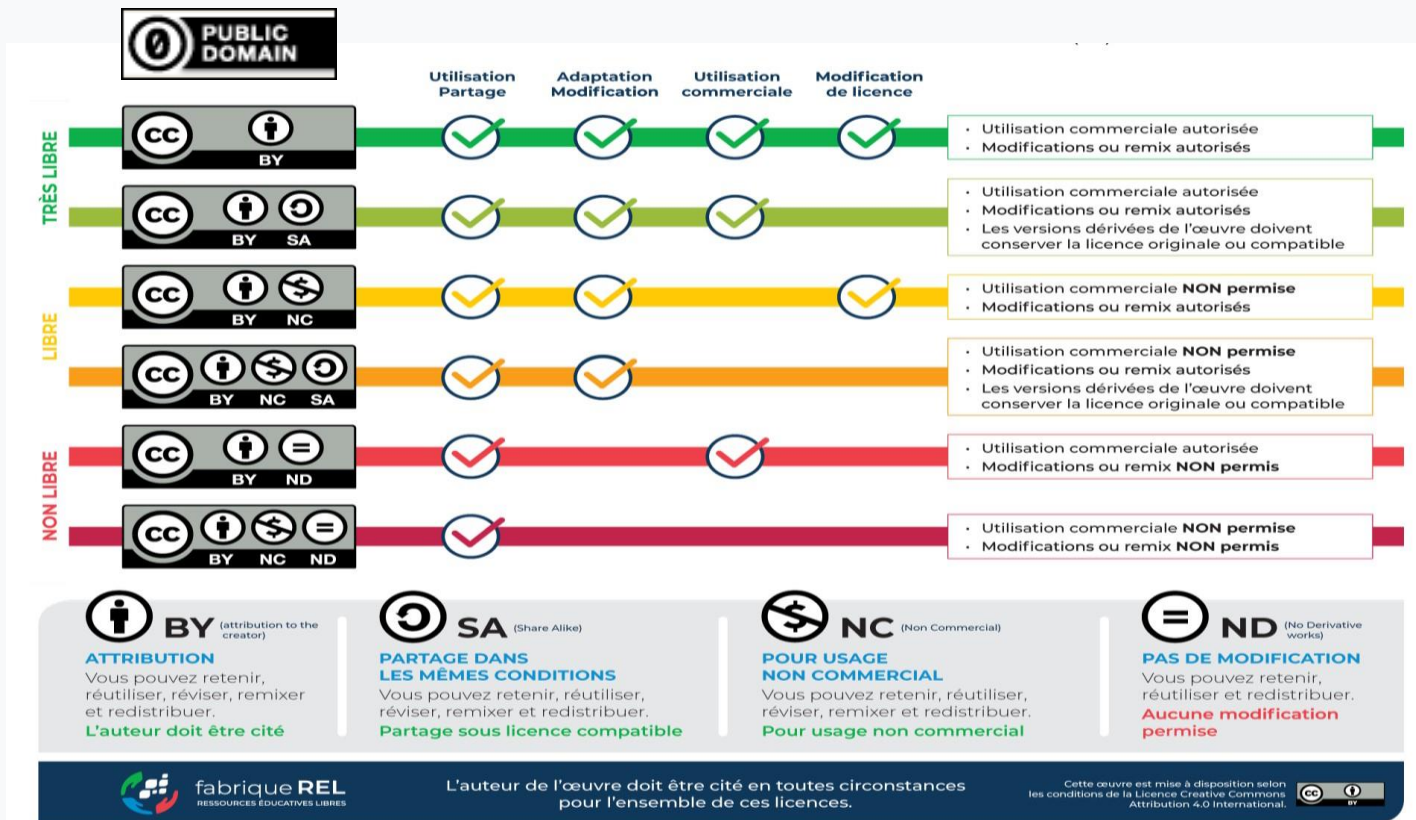 PUBLIC
DOMAIN
Utilisation
Partage
Adaptation
Modification
Utilisation
commerciale
Modification
de licence
TRÈS LIBRE
cc
BY
• Utilisation commerciale autorisée
• Modifications ou remix autorisés
cc
BY SA
• Utilisation commerciale autorisée
• Modifications ou remix autorisés
• Les versions dérivées de l'œuvre doivent
conserver la licence originale ou compatible
LIBRE
cc
BY NC
• Utilisation commerciale NON permise
• Modifications ou remix autorisés
cc
BY NC SA
• Utilisation commerciale NON permise
• Modifications ou remix autorisés
• Les versions dérivées de l'œuvre doivent
conserver la licence originale ou compatible
NON LIBRE
cc
BY ND
• Utilisation commerciale autorisée
• Modifications ou remix NON permis
cc
BY NC ND
• Utilisation commerciale NON permise
• Modifications ou remix NON permis
BY (attribution to the
creator)
ATTRIBUTION
Vous pouvez retenir,
réutiliser, réviser, remixer
et redistribuer.
L'auteur doit être cité
SA (Share Alike)
PARTAGE DANS
LES MÊMES CONDITIONS
Vous pouvez retenir, réutiliser,
réviser, remixer et redistribuer.
Partage sous licence compatible
NC (Non Commercial)
POUR USAGE
NON COMMERCIAL
Vous pouvez retenir, réutiliser,
réviser, remixer et redistribuer.
Pour usage non commercial
ND (No Derivative
works)
PAS DE MODIFICATION
Vous pouvez retenir,
réutiliser et redistribuer.
Aucune modification
permise
fabrique REL
RESSOURCES ÉDUCATIVES LIBRES
L'auteur de l'œuvre doit être cité en toutes circonstances
pour l'ensemble de ces licences.
Cette œuvre est mise à disposition selon
les conditions de la Licence Creative Commons
Attribution 4.0 International.
cc
BY